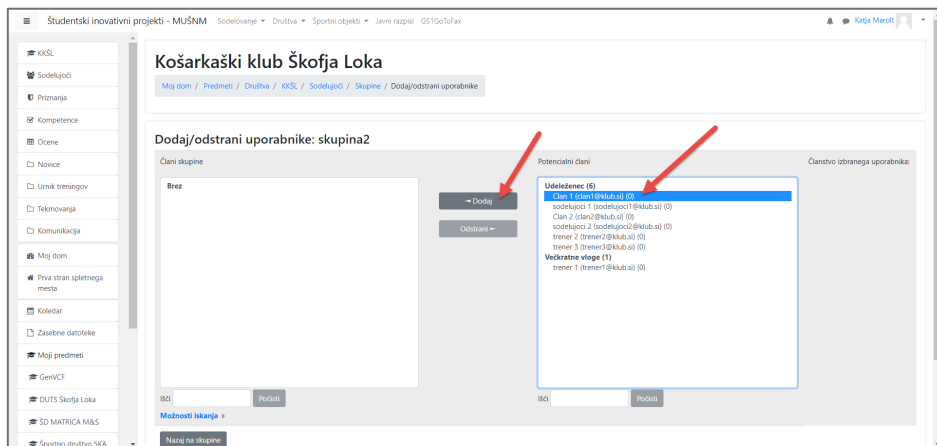 Študentski inovativni projekti - MUŠNM Sodelovanje Društva Športni objekti Javni razpisi GS1GoToFax Katja Marolt
KKŠL
Sodelujoči
Priznanja
Kompetence
Ocene
Novice
Urnik treningov
Tekmovanja
Komunikacija
Moj dom
Prva stran spletnega
mesta
Koledar
Zasebne datoteke
Moji predmeti
GenVCF
DUTS Škofja Loka
ŠD MATRICA M&S
Športno društvo 5KA
Košarkaški klub Škofja Loka
Moj dom / Predmeti / Društva / KKŠL / Sodelujoči / Skupine / Dodaj/odstrani uporabnike
Dodaj/odstrani uporabnike: skupina2
Člani skupine
Brez
Išči Počisti
Možnosti iskanja
Nazaj na skupine
Dodaj
Odstrani
Potencialni člani
Udeleženec (6)
Clan 1 (clan1@klub.si) (0)
sodelujoci 1 (sodelujoci1@klub.si) (0)
Clan 2 (clan2@klub.si) (0)
sodelujoci 2 (sodelujoci2@klub.si) (0)
trener 2 (trener2@klub.si) (0)
trener 3 (trener3@klub.si) (0)
Večkratne vloge (1)
trener 1 (trener1@klub.si) (0)
Išči Počisti
Članstvo izbranega uporabnika: